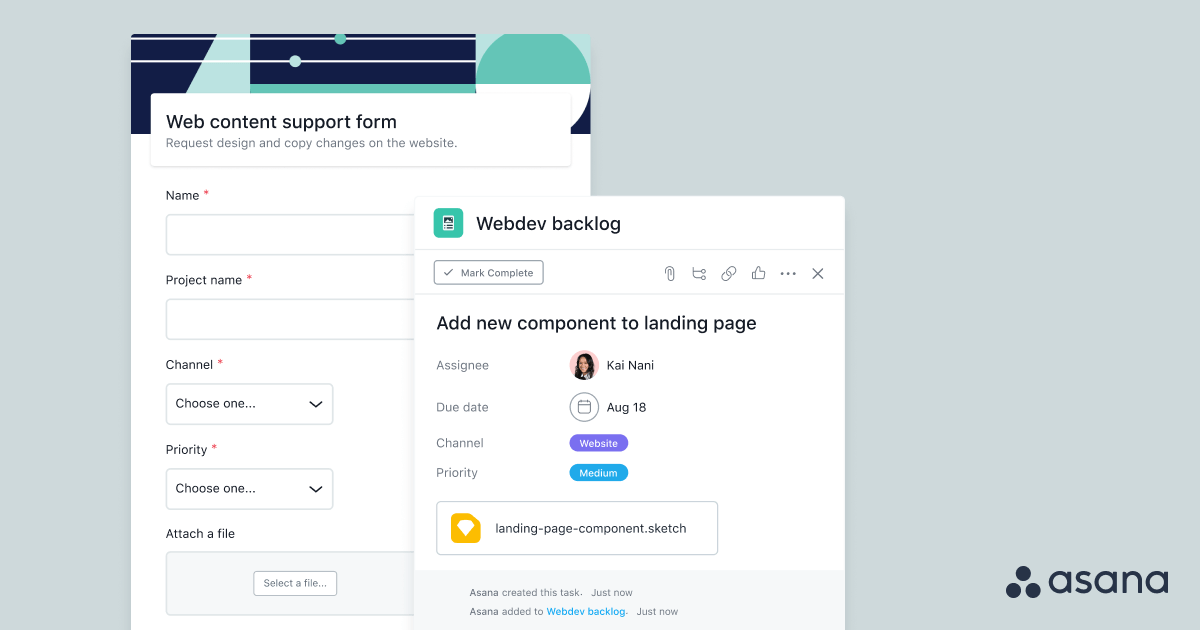 Web content support form
Request design and copy changes on the website.
Name *
Project name *
Channel *
Choose one...
Priority *
Choose one...
Attach a file
Select a file...
Webdev backlog
Mark Complete
Add new component to landing page
Assignee Kai Nani
Due date Aug 18
Channel Website
Priority Medium
landing-page-component.sketch
Asana created this task. Just now
Asana added to Webdev backlog. Just now
asana